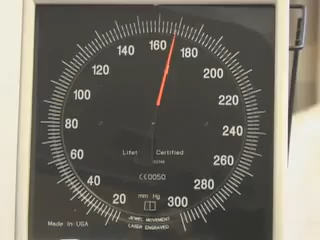 160
140
180
120
200
100
220
80
240
60
260
40
280
20
300
Certified
CE0050
mm Hg
Made In USA
JEWEL MOVEMENT
LASER ENGRAVED